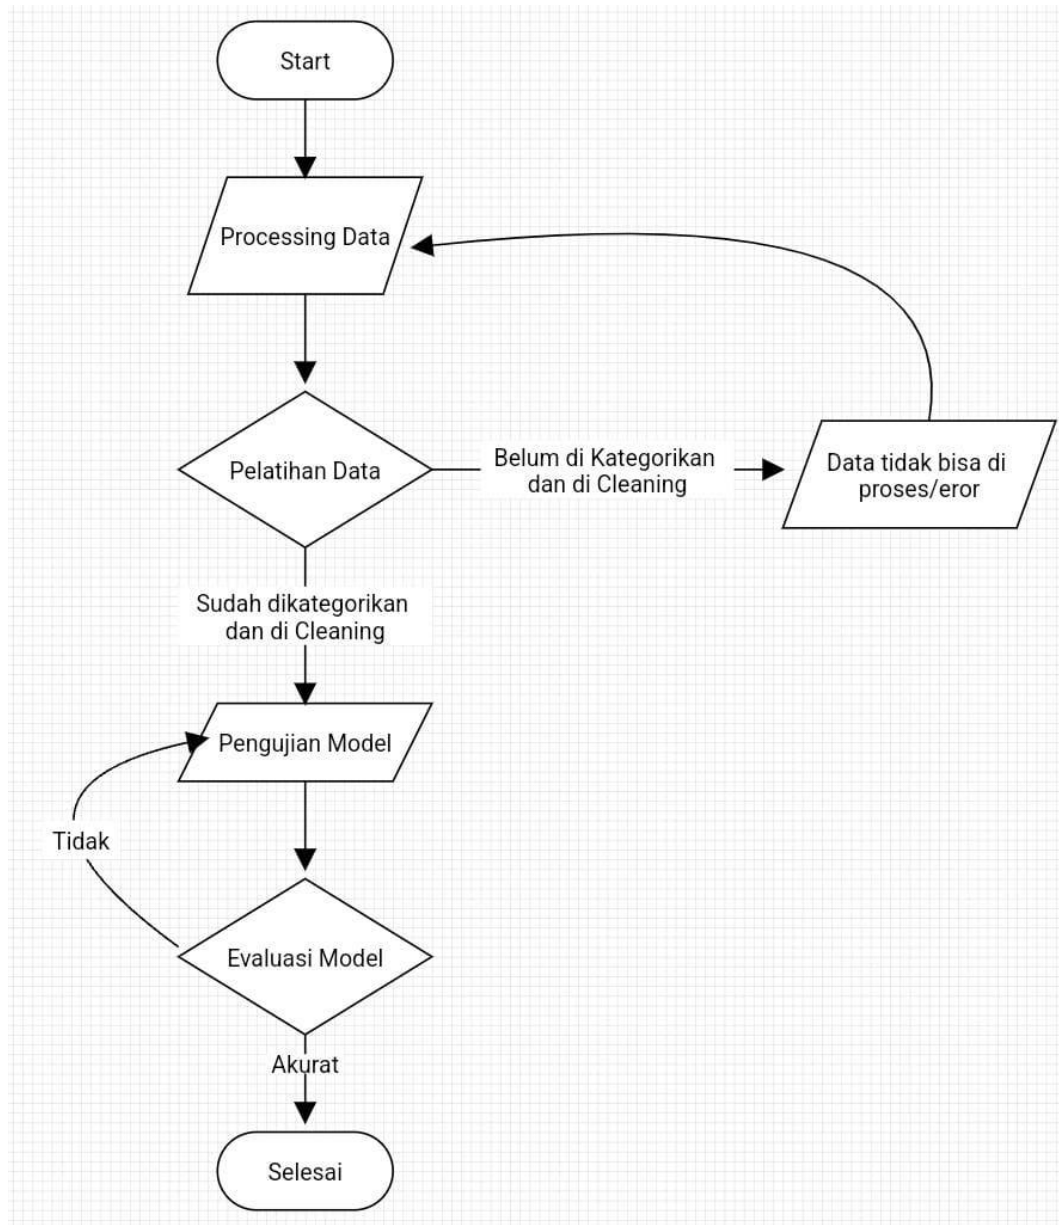 Start
Processing Data
Pelatihan Data
Belum di Kategorikan
dan di Cleaning
Data tidak bisa di
proses/eror
Sudah dikategorikan
dan di Cleaning
Pengujian Model
Tidak
Evaluasi Model
Akurat
Selesai